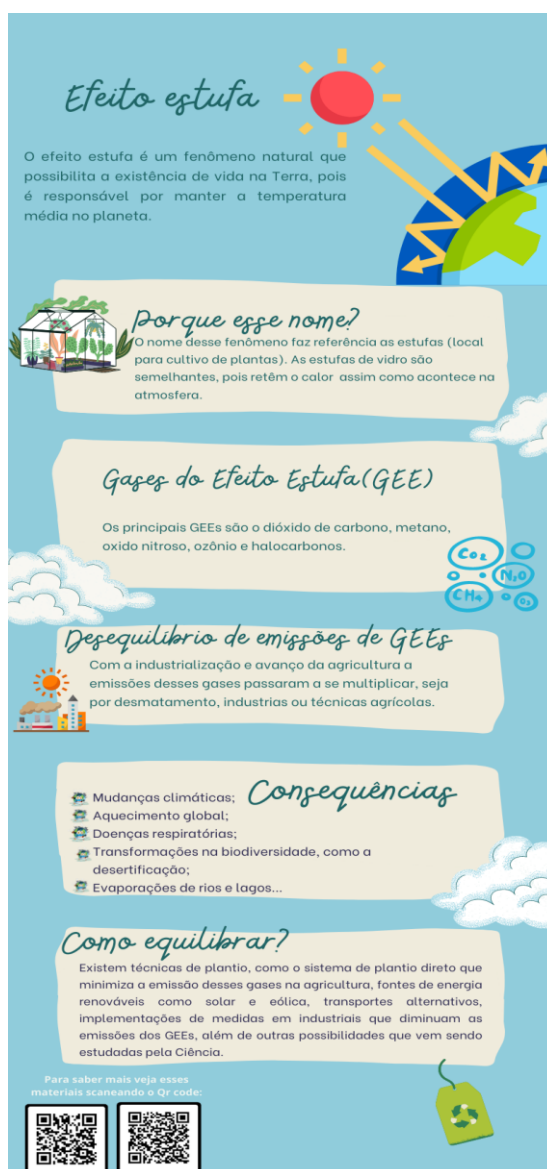 Efeito estufa
O efeito estufa é um fenômeno natural que
possibilita a existência de vida na Terra, pois
é responsável por manter a temperatura
média no planeta.
Porque esse nome?
O nome desse fenômeno faz referência as estufas (local
para cultivo de plantas). As estufas de vidro são
semelhantes, pois retêm o calor assim como acontece na
atmosfera.
Gases do Efeito Estufa(GEE)
Os principais GEEs são o dióxido de carbono, metano,
oxido nitroso, ozônio e halocarbonos.
CO2
N2O
CH4
O3
Desequilíbrio de emissões de GEEs
Com a industrialização e avanço da agricultura a
emissões desses gases passaram a se multiplicar, seja
por desmatamento, industrias ou técnicas agrícolas.
Consequências
Mudanças climáticas;
Aquecimento global;
Doenças respiratórias;
Transformações na biodiversidade, como a
desertificação;
Evaporações de rios e lagos...
Como equilibrar?
Existem técnicas de plantio, como o sistema de plantio direto que
minimiza a emissão desses gases na agricultura, fontes de energia
renováveis como solar e eólica, transportes alternativos,
implementações de medidas em industriais que diminuam as
emissões dos GEEs, além de outras possibilidades que vem sendo
estudadas pela Ciência.
Para saber mais veja esses
materiais scaneando o Qr code: